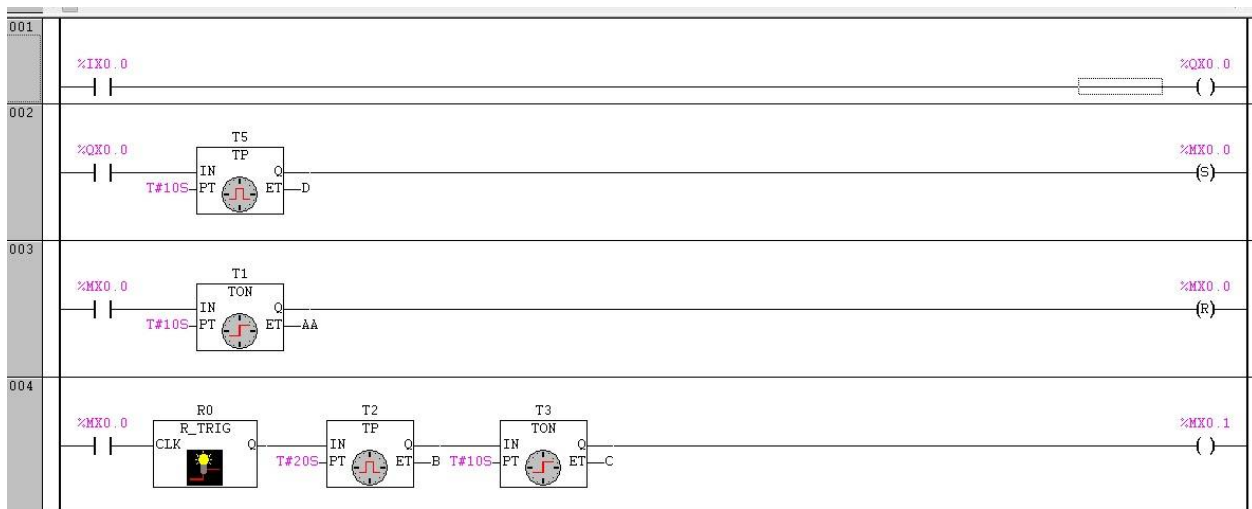 001
%IX0.0 %QX0.0
( )
002
T5
%QX0.0 TP %MX0.0
IN Q (S)
T#10S PT ET D
003
T1
%MX0.0 TON %MX0.0
IN Q (R)
T#10S PT ET AA
004
R0 T2 T3
%MX0.0 R_TRIG TP TON %MX0.1
CLK Q IN Q IN Q ( )
T#20S PT ET B T#10S PT ET C